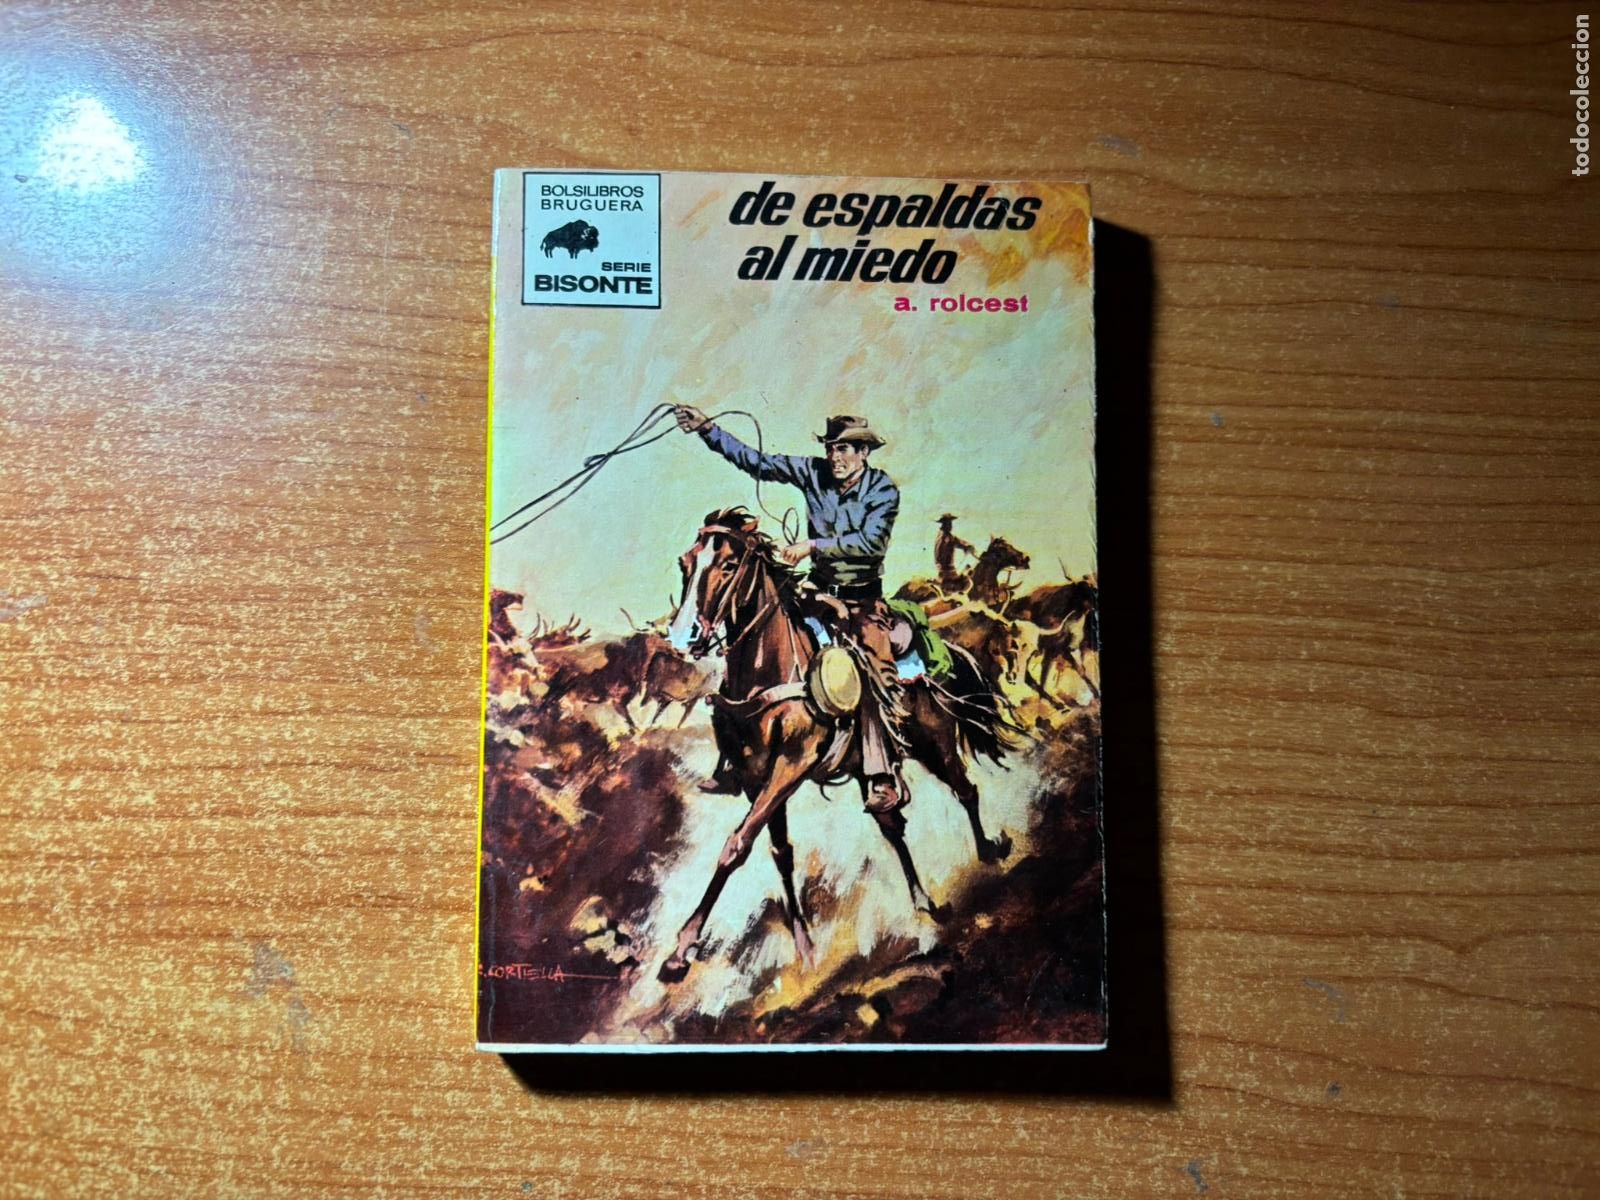 BOLSILIBROS
BRUGUERA
SERIE
BISONTE
de espaldas
al miedo
a. rolcest
CORTIELLA
todocoleccion